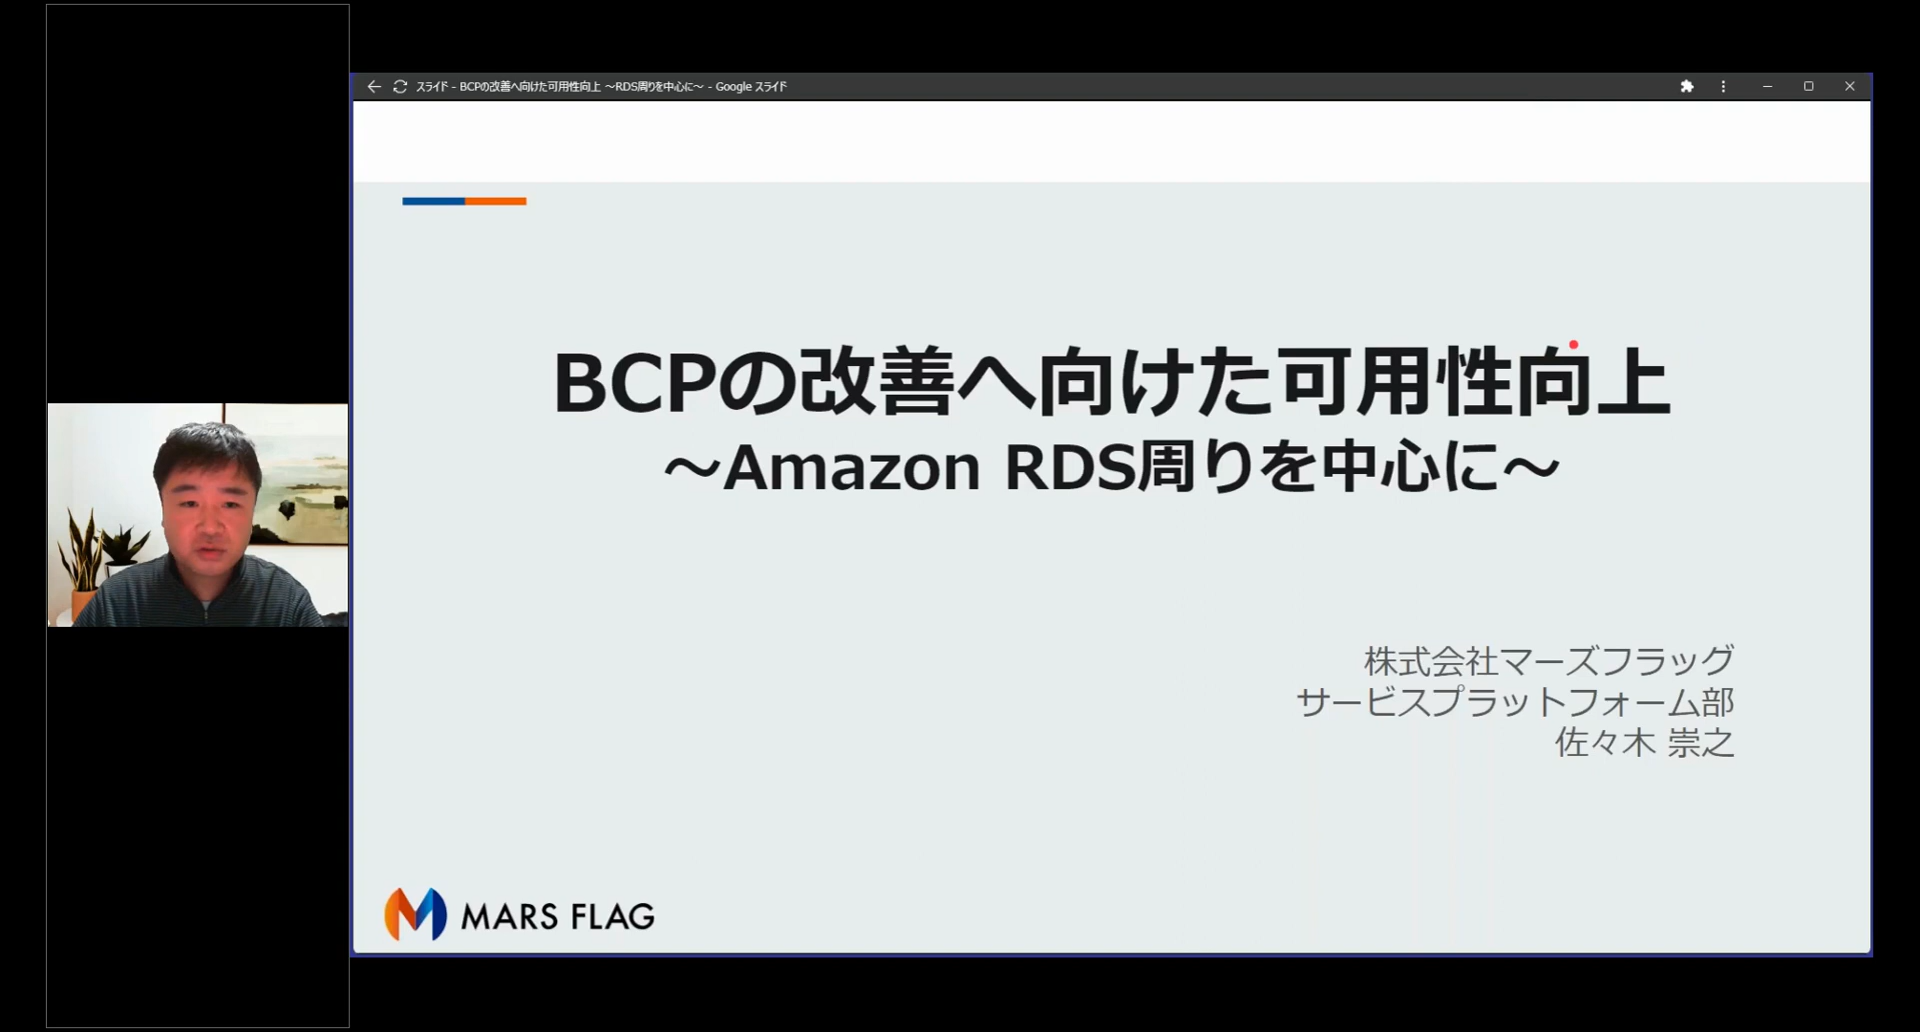 スライド - BCPの改善へ向けた可用性向上 ～RDS周りを中心に～ - Google スライド
BCPの改善へ向けた可用性向上
～Amazon RDS周りを中心に～
株式会社マーズフラッグ
サービスプラットフォーム部
佐々木 崇之
MARS FLAG